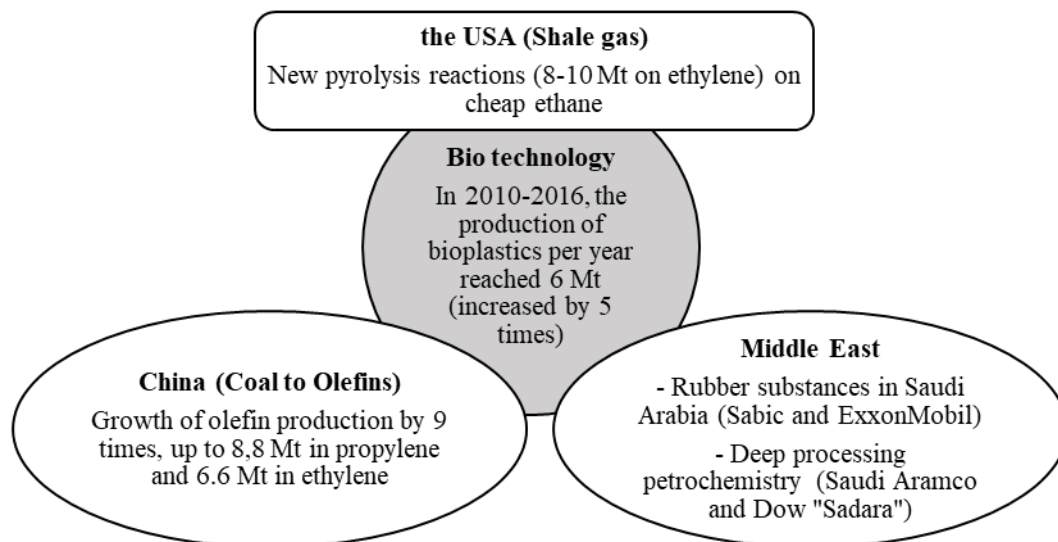 the USA (Shale gas)
New pyrolysis reactions (8-10 Mt on ethylene) on
cheap ethane
Bio technology
In 2010-2016, the
production of
bioplastics per year
reached 6 Mt
(increased by 5
times)
China (Coal to Olefins)
Growth of olefin production by 9
times, up to 8,8 Mt in propylene
and 6.6 Mt in ethylene
Middle East
- Rubber substances in Saudi
Arabia (Sabic and ExxonMobil)
- Deep processing
petrochemistry (Saudi Aramco
and Dow "Sadara")